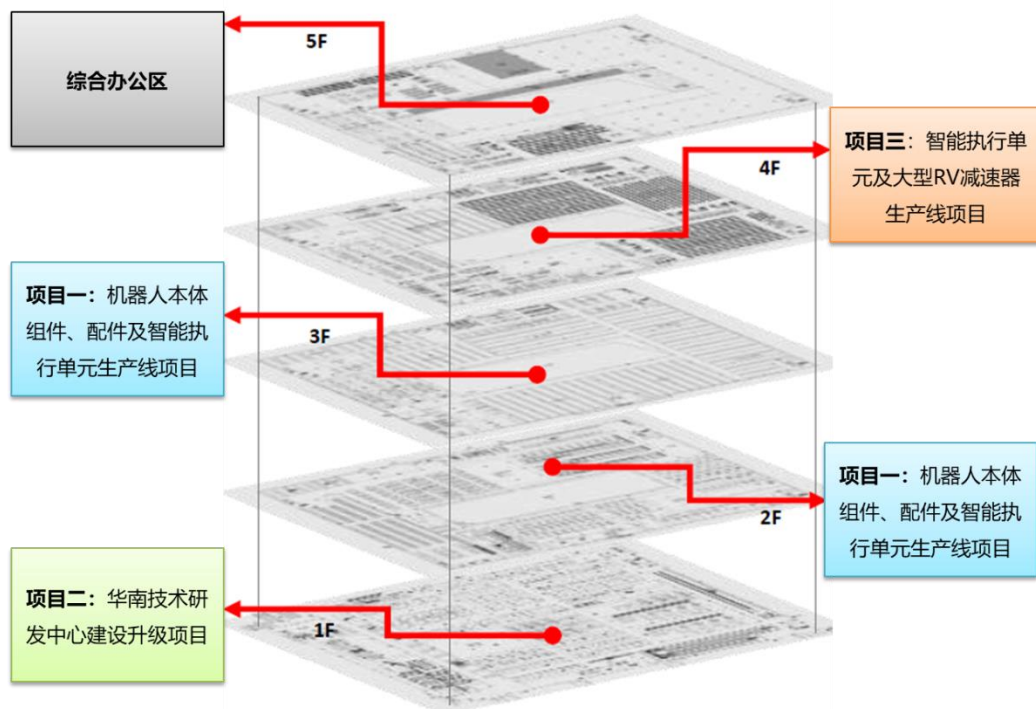 5F
综合办公区
4F
项目三：智能执行单
元及大型RV减速器
生产线项目
项目一：机器人本体
组件、配件及智能执
行单元生产线项目
3F
项目一：机器人本体
组件、配件及智能执
行单元生产线项目
2F
项目二：华南技术研
发中心建设升级项目
1F